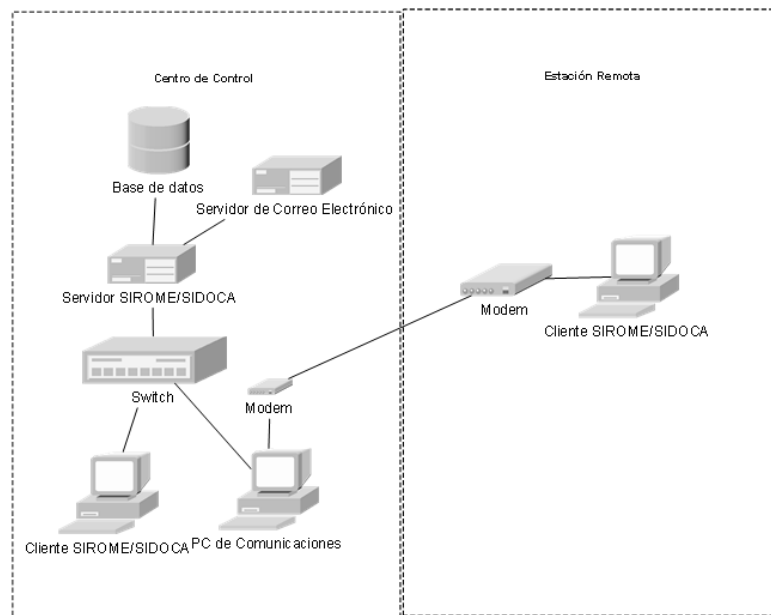 Centro de Control
Estación Remota
Base de datos
Servidor de Correo Electrónico
Servidor SIROME/SIDOCA
Modem
Cliente SIROME/SIDOCA
Switch
Modem
Cliente SIROME/SIDOCA
PC de Comunicaciones